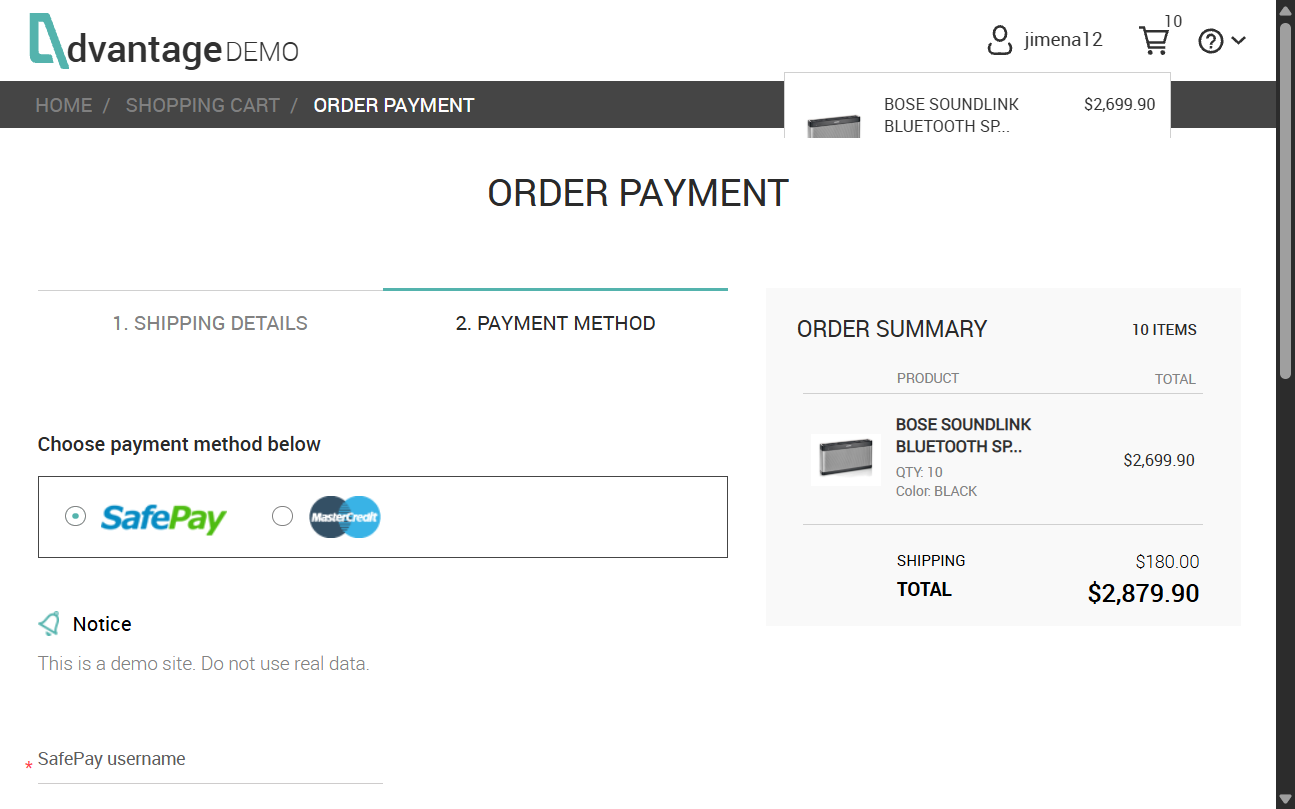 dvantage DEMO
jimena12
10
?
HOME / SHOPPING CART / ORDER PAYMENT
BOSE SOUNDLINK
BLUETOOTH SP...
$2,699.90
ORDER PAYMENT
1. SHIPPING DETAILS
2. PAYMENT METHOD
Choose payment method below
SafePay
MasterCredit
Notice
This is a demo site. Do not use real data.
* SafePay username
ORDER SUMMARY
10 ITEMS
PRODUCT
TOTAL
BOSE SOUNDLINK
BLUETOOTH SP...
QTY: 10
Color: BLACK
$2,699.90
SHIPPING
$180.00
TOTAL
$2,879.90